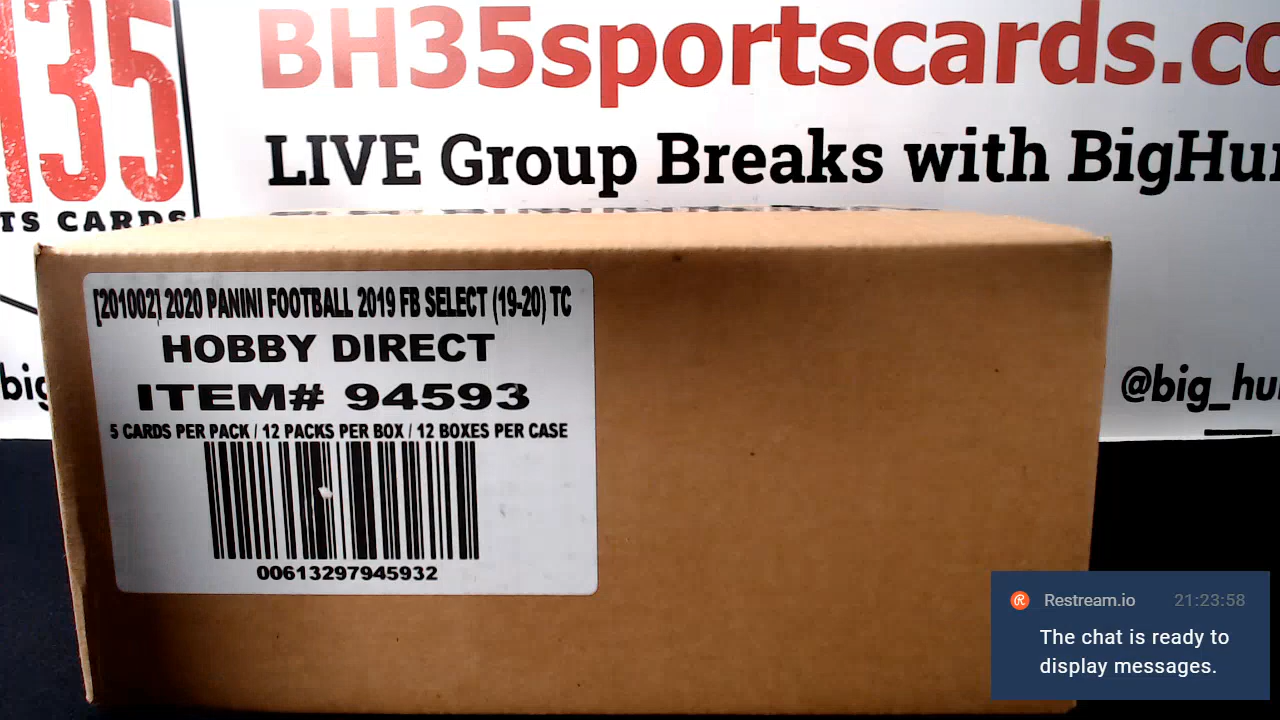 135
TS CARDS
BH35sportscards.co
LIVE Group Breaks with BigHu
[201002] 2020 PANINI FOOTBALL 2019 FB SELECT (19-20) TC
HOBBY DIRECT
ITEM# 94593
5 CARDS PER PACK / 12 PACKS PER BOX / 12 BOXES PER CASE
00613297945932
big
@big_hu
Restream.io 21:23:58
The chat is ready to
display messages.